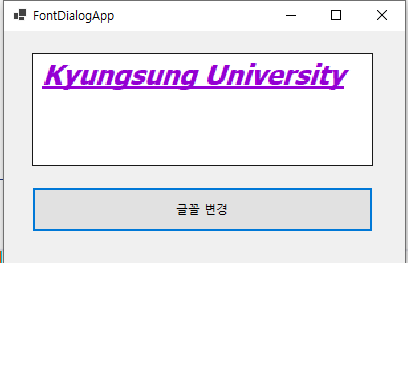 FontDialogApp
Kyungsung University
글꼴 변경